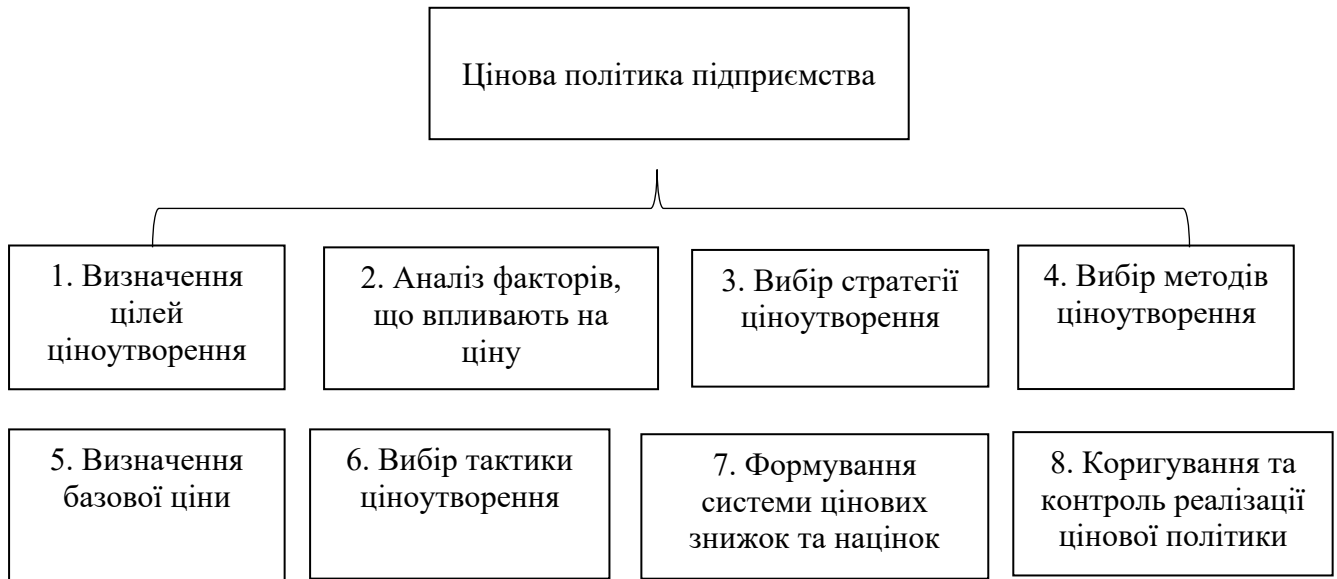 Цінова політика підприємства
1. Визначення
цілей
ціноутворення
2. Аналіз факторів,
що впливають на
ціну
3. Вибір стратегії
ціноутворення
4. Вибір методів
ціноутворення
5. Визначення
базової ціни
6. Вибір тактики
ціноутворення
7. Формування
системи цінових
знижок та націнок
8. Коригування та
контроль реалізації
цінової політики